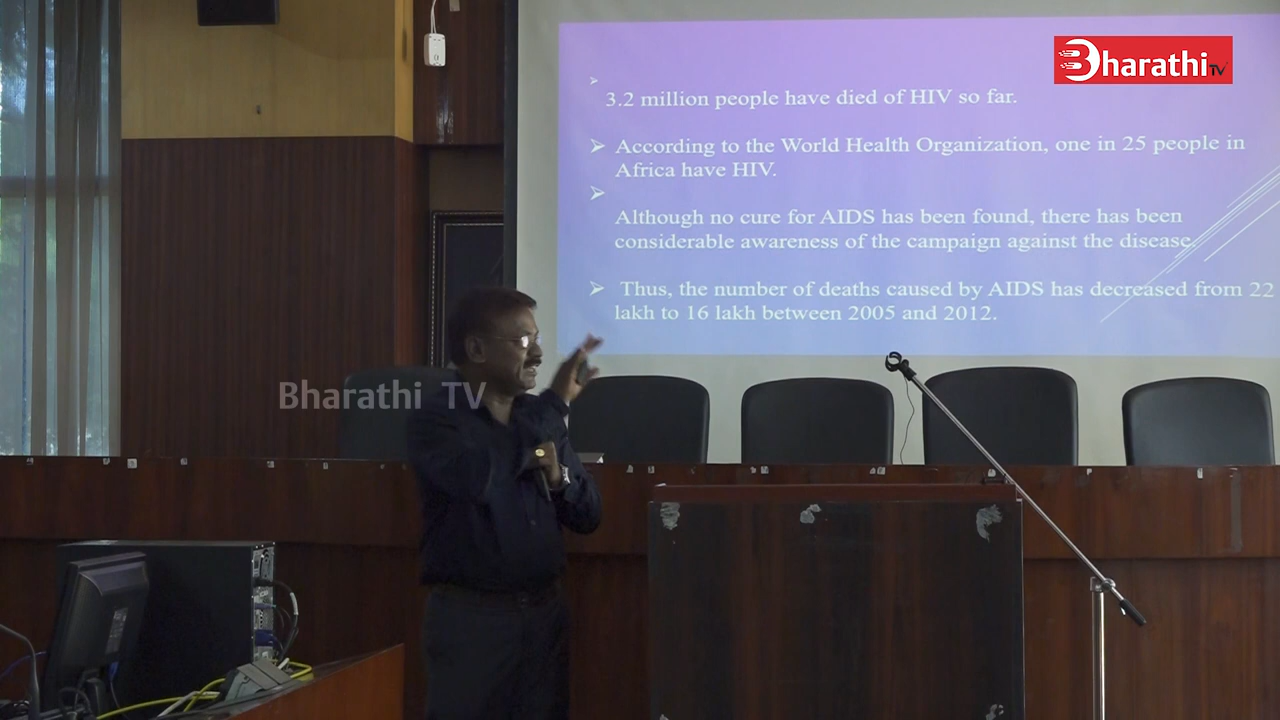 Bharathi TV
3.2 million people have died of HIV so far.
According to the World Health Organization, one in 25 people in
Africa have HIV.
Although no cure for AIDS has been found, there has been
considerable awareness of the campaign against the disease.
Thus, the number of deaths caused by AIDS has decreased from 22
lakh to 16 lakh between 2005 and 2012.
Bharathi TV